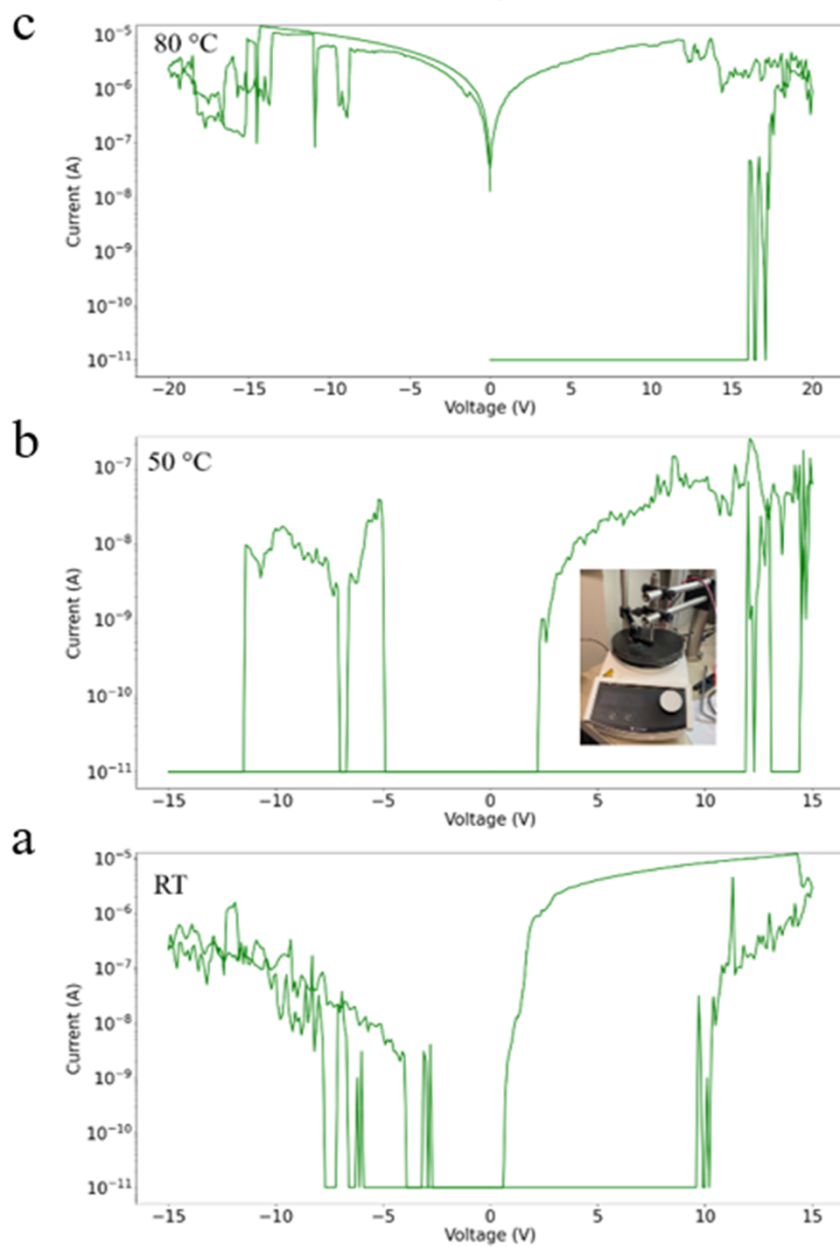 c
80 °C
10⁻⁵
10⁻⁶
10⁻⁷
10⁻⁸
10⁻⁹
10⁻¹⁰
10⁻¹¹
Current (A)
−20 −15 −10 −5 0 5 10 15 20
Voltage (V)
b
50 °C
10⁻⁷
10⁻⁸
10⁻⁹
10⁻¹⁰
10⁻¹¹
Current (A)
−15 −10 −5 0 5 10 15
Voltage (V)
a
RT
10⁻⁵
10⁻⁶
10⁻⁷
10⁻⁸
10⁻⁹
10⁻¹⁰
10⁻¹¹
Current (A)
−15 −10 −5 0 5 10 15
Voltage (V)